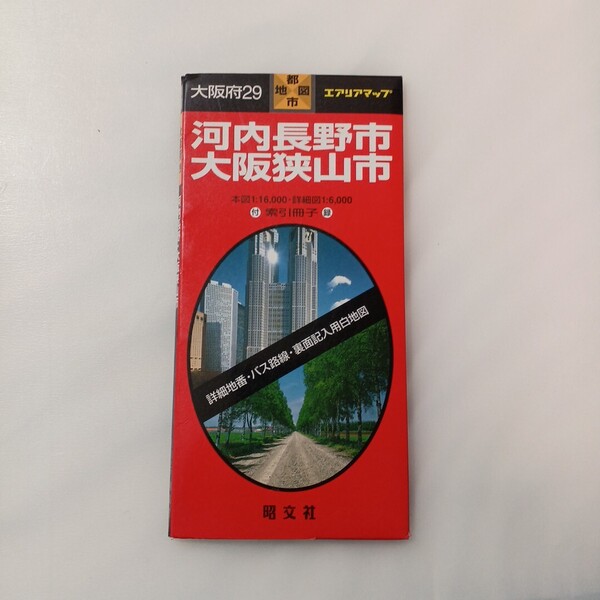 大阪府29
都市地図
エアリアマップ
河内長野市
大阪狭山市
本図1:16,000・詳細図1:6,000
付 索引冊子 録
詳細地番・バス路線・裏面記入用白地図
昭文社